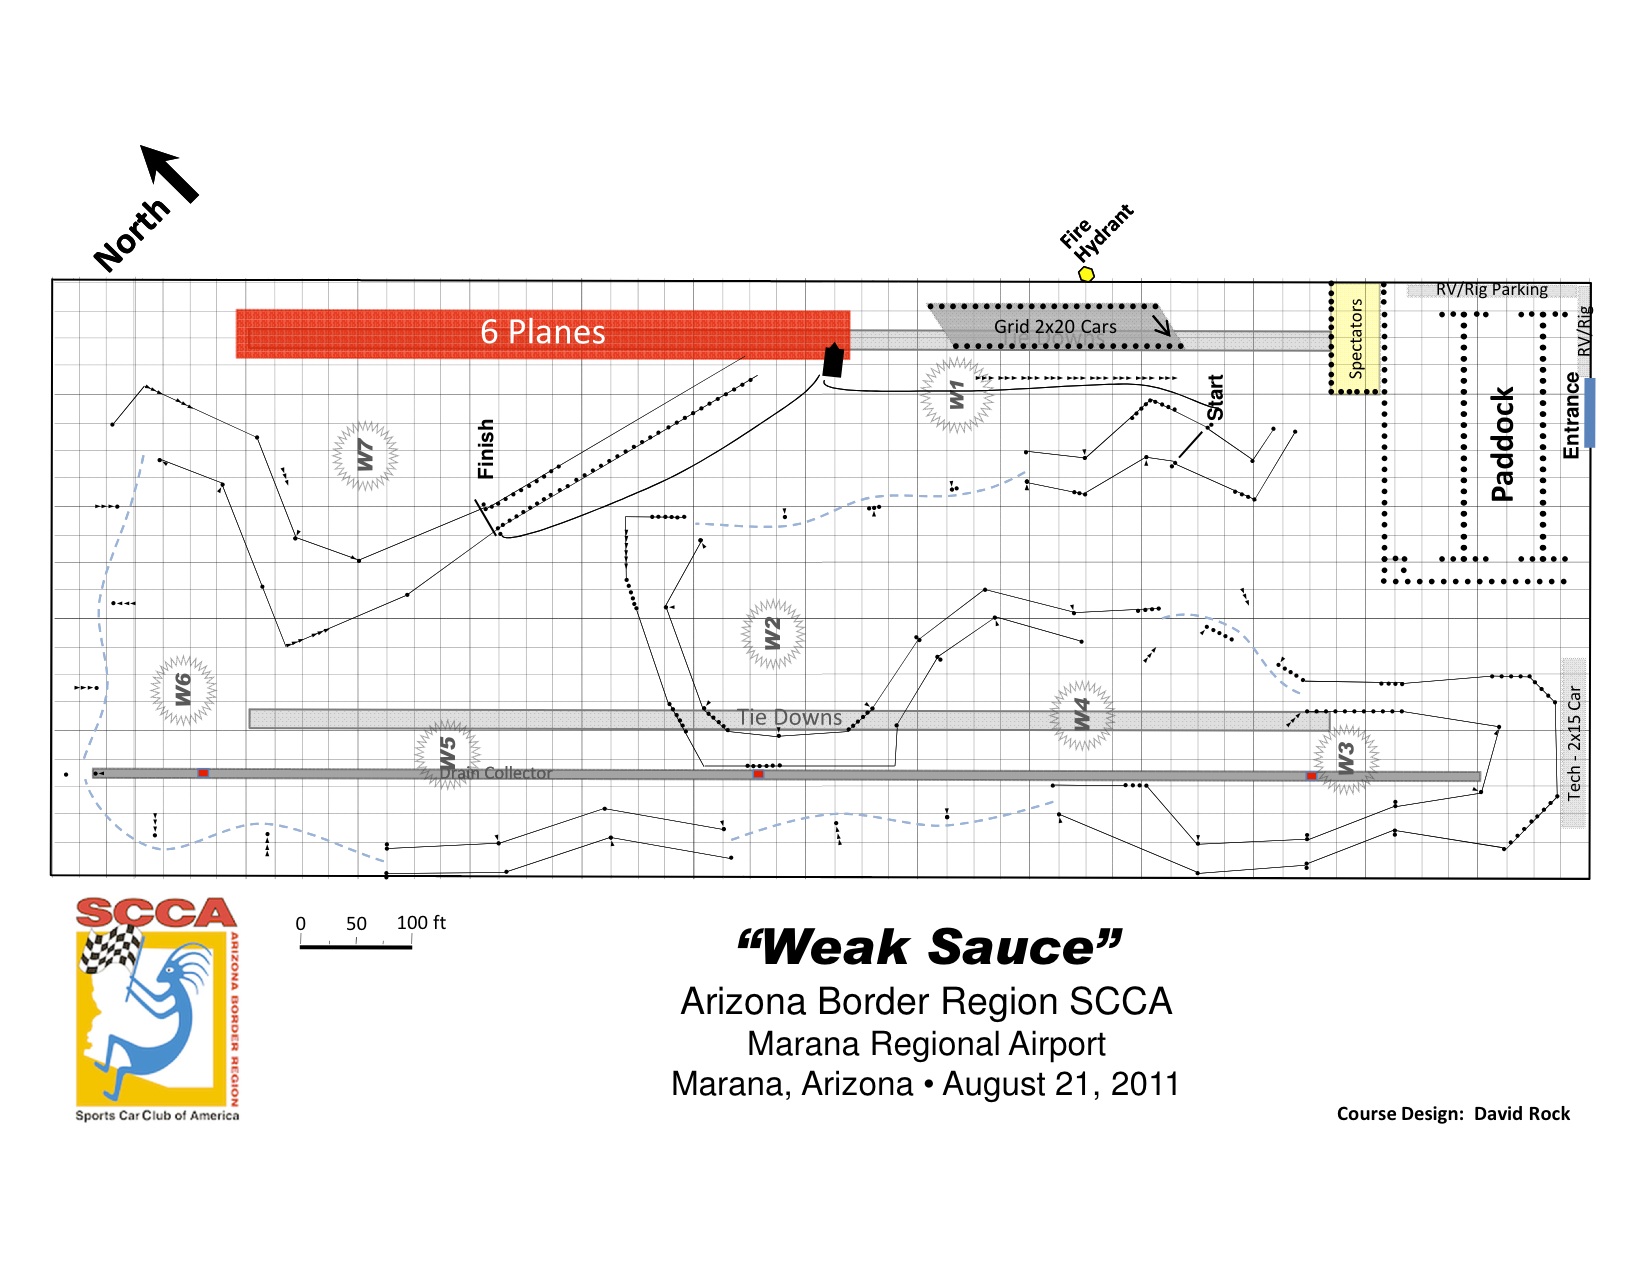 North
Fire
Hydrant
RV/Rig Parking
RV/Rig
6 Planes
Grid 2x20 Cars
Tie Downs
Spectators
Entrance
Paddock
W1
Start
Finish
W7
W2
W6
W4
Tie Downs
W5
W3
Drain Collector
Tech - 2x15 Car
SCCA
ARIZONA BORDER REGION
Sports Car Club of America
0 50 100 ft
“Weak Sauce”
Arizona Border Region SCCA
Marana Regional Airport
Marana, Arizona • August 21, 2011
Course Design: David Rock